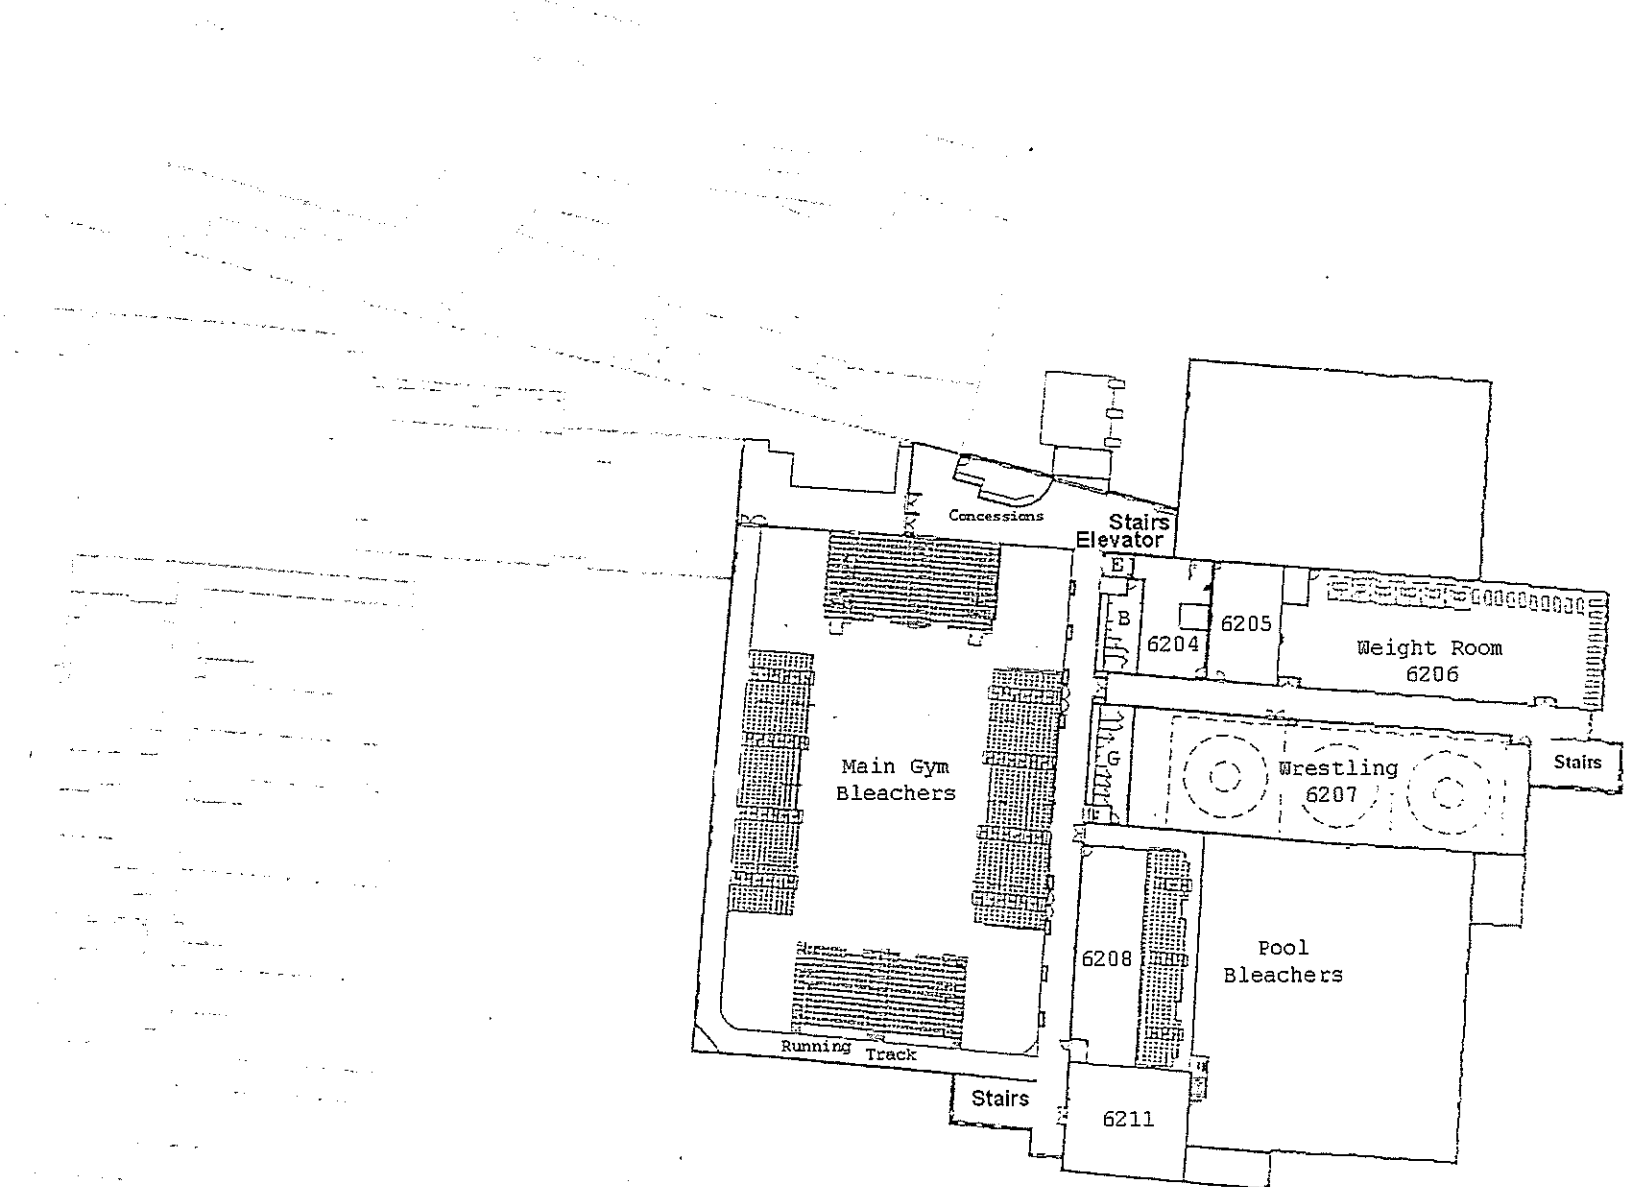 Concessions
Stairs
Elevator
E
B
6204
6205
Weight Room
6206
G
Wrestling
6207
Stairs
Main Gym
Bleachers
6208
Pool
Bleachers
Running Track
Stairs
6211